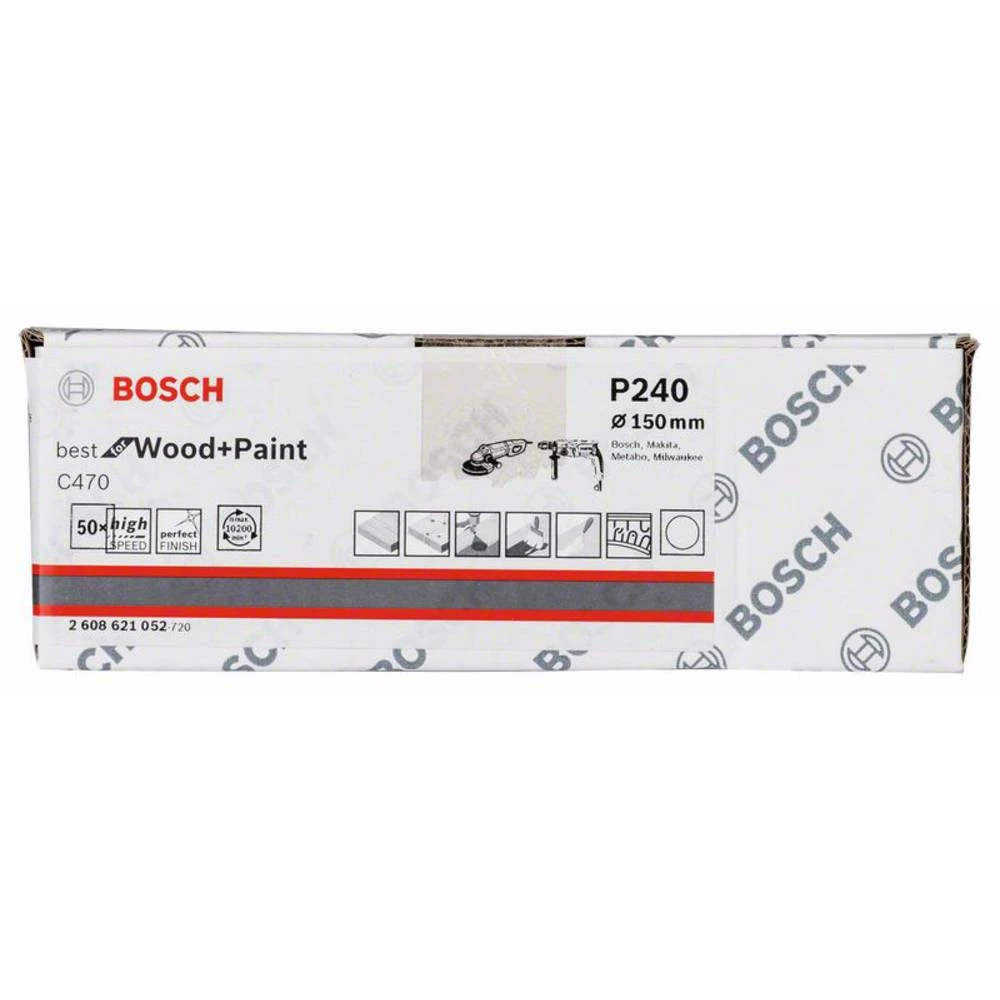 BOSCH
best for Wood+Paint
C470
50×
high
SPEED
perfect
FINISH
n max.
10200
min⁻¹
2 608 621 052-720
P240
Ø 150 mm
Bosch, Makita,
Metabo, Milwaukee
BOSCH
BOSCH
BOSCH